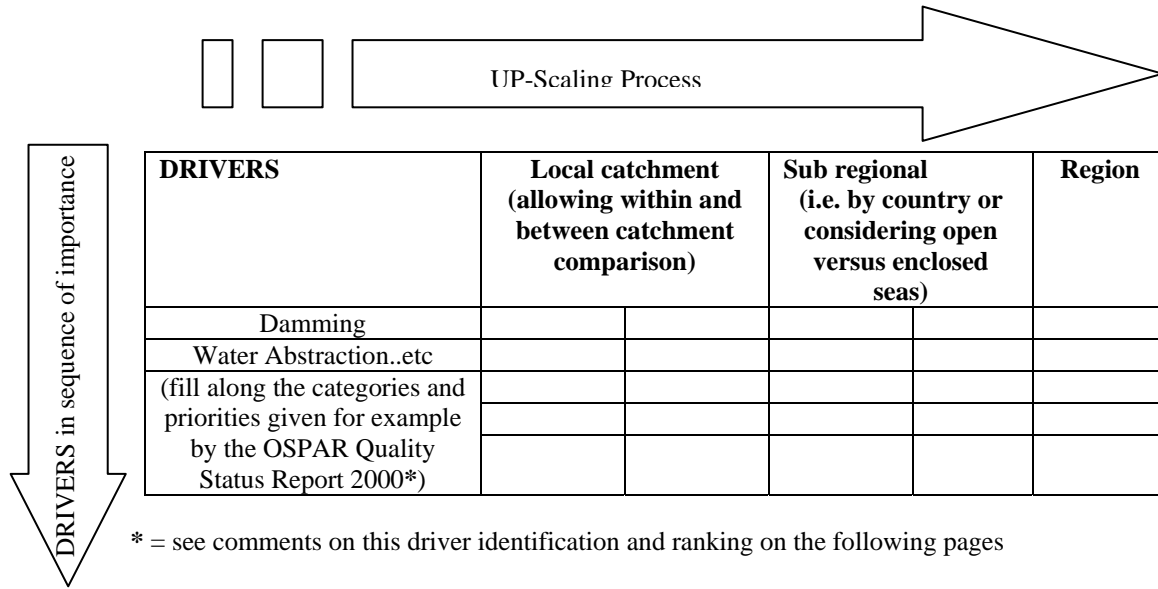 UP-Scaling Process
DRIVERS in sequence of importance
DRIVERS
Local catchment
(allowing within and
between catchment
comparison)
Sub regional
(i.e. by country or
considering open
versus enclosed
seas)
Region
Damming
Water Abstraction..etc
(fill along the categories and
priorities given for example
by the OSPAR Quality
Status Report 2000*)
* = see comments on this driver identification and ranking on the following pages